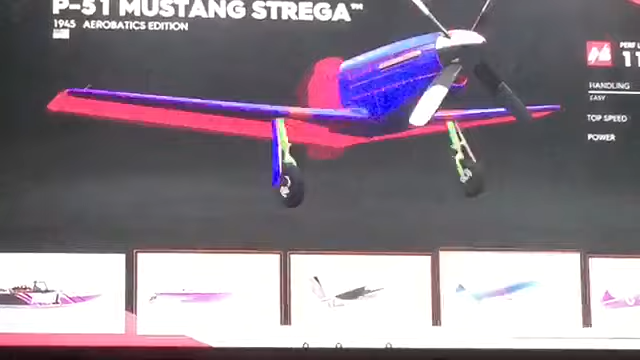 P-51 MUSTANG STREGA™
1945 AEROBATICS EDITION
HANDLING
EASY
TOP SPEED
POWER